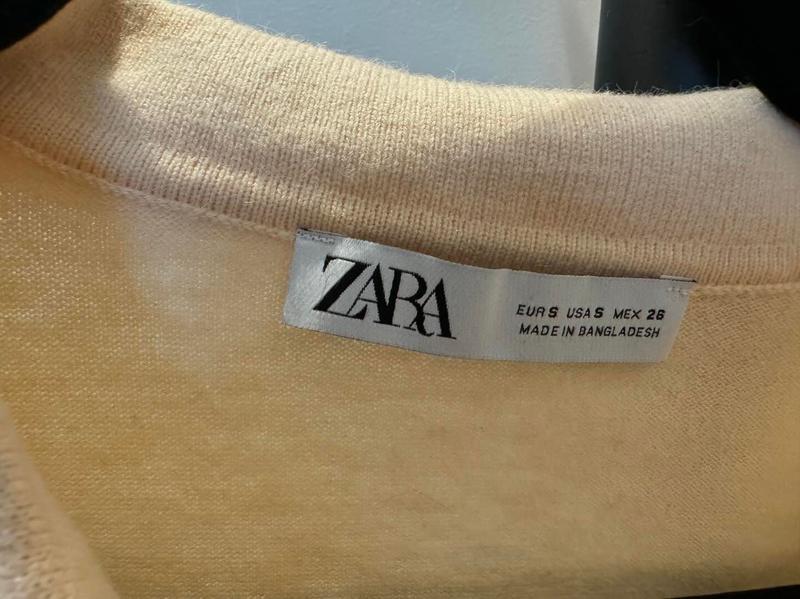 ZARA
EUR S USA S MEX 26
MADE IN BANGLADESH